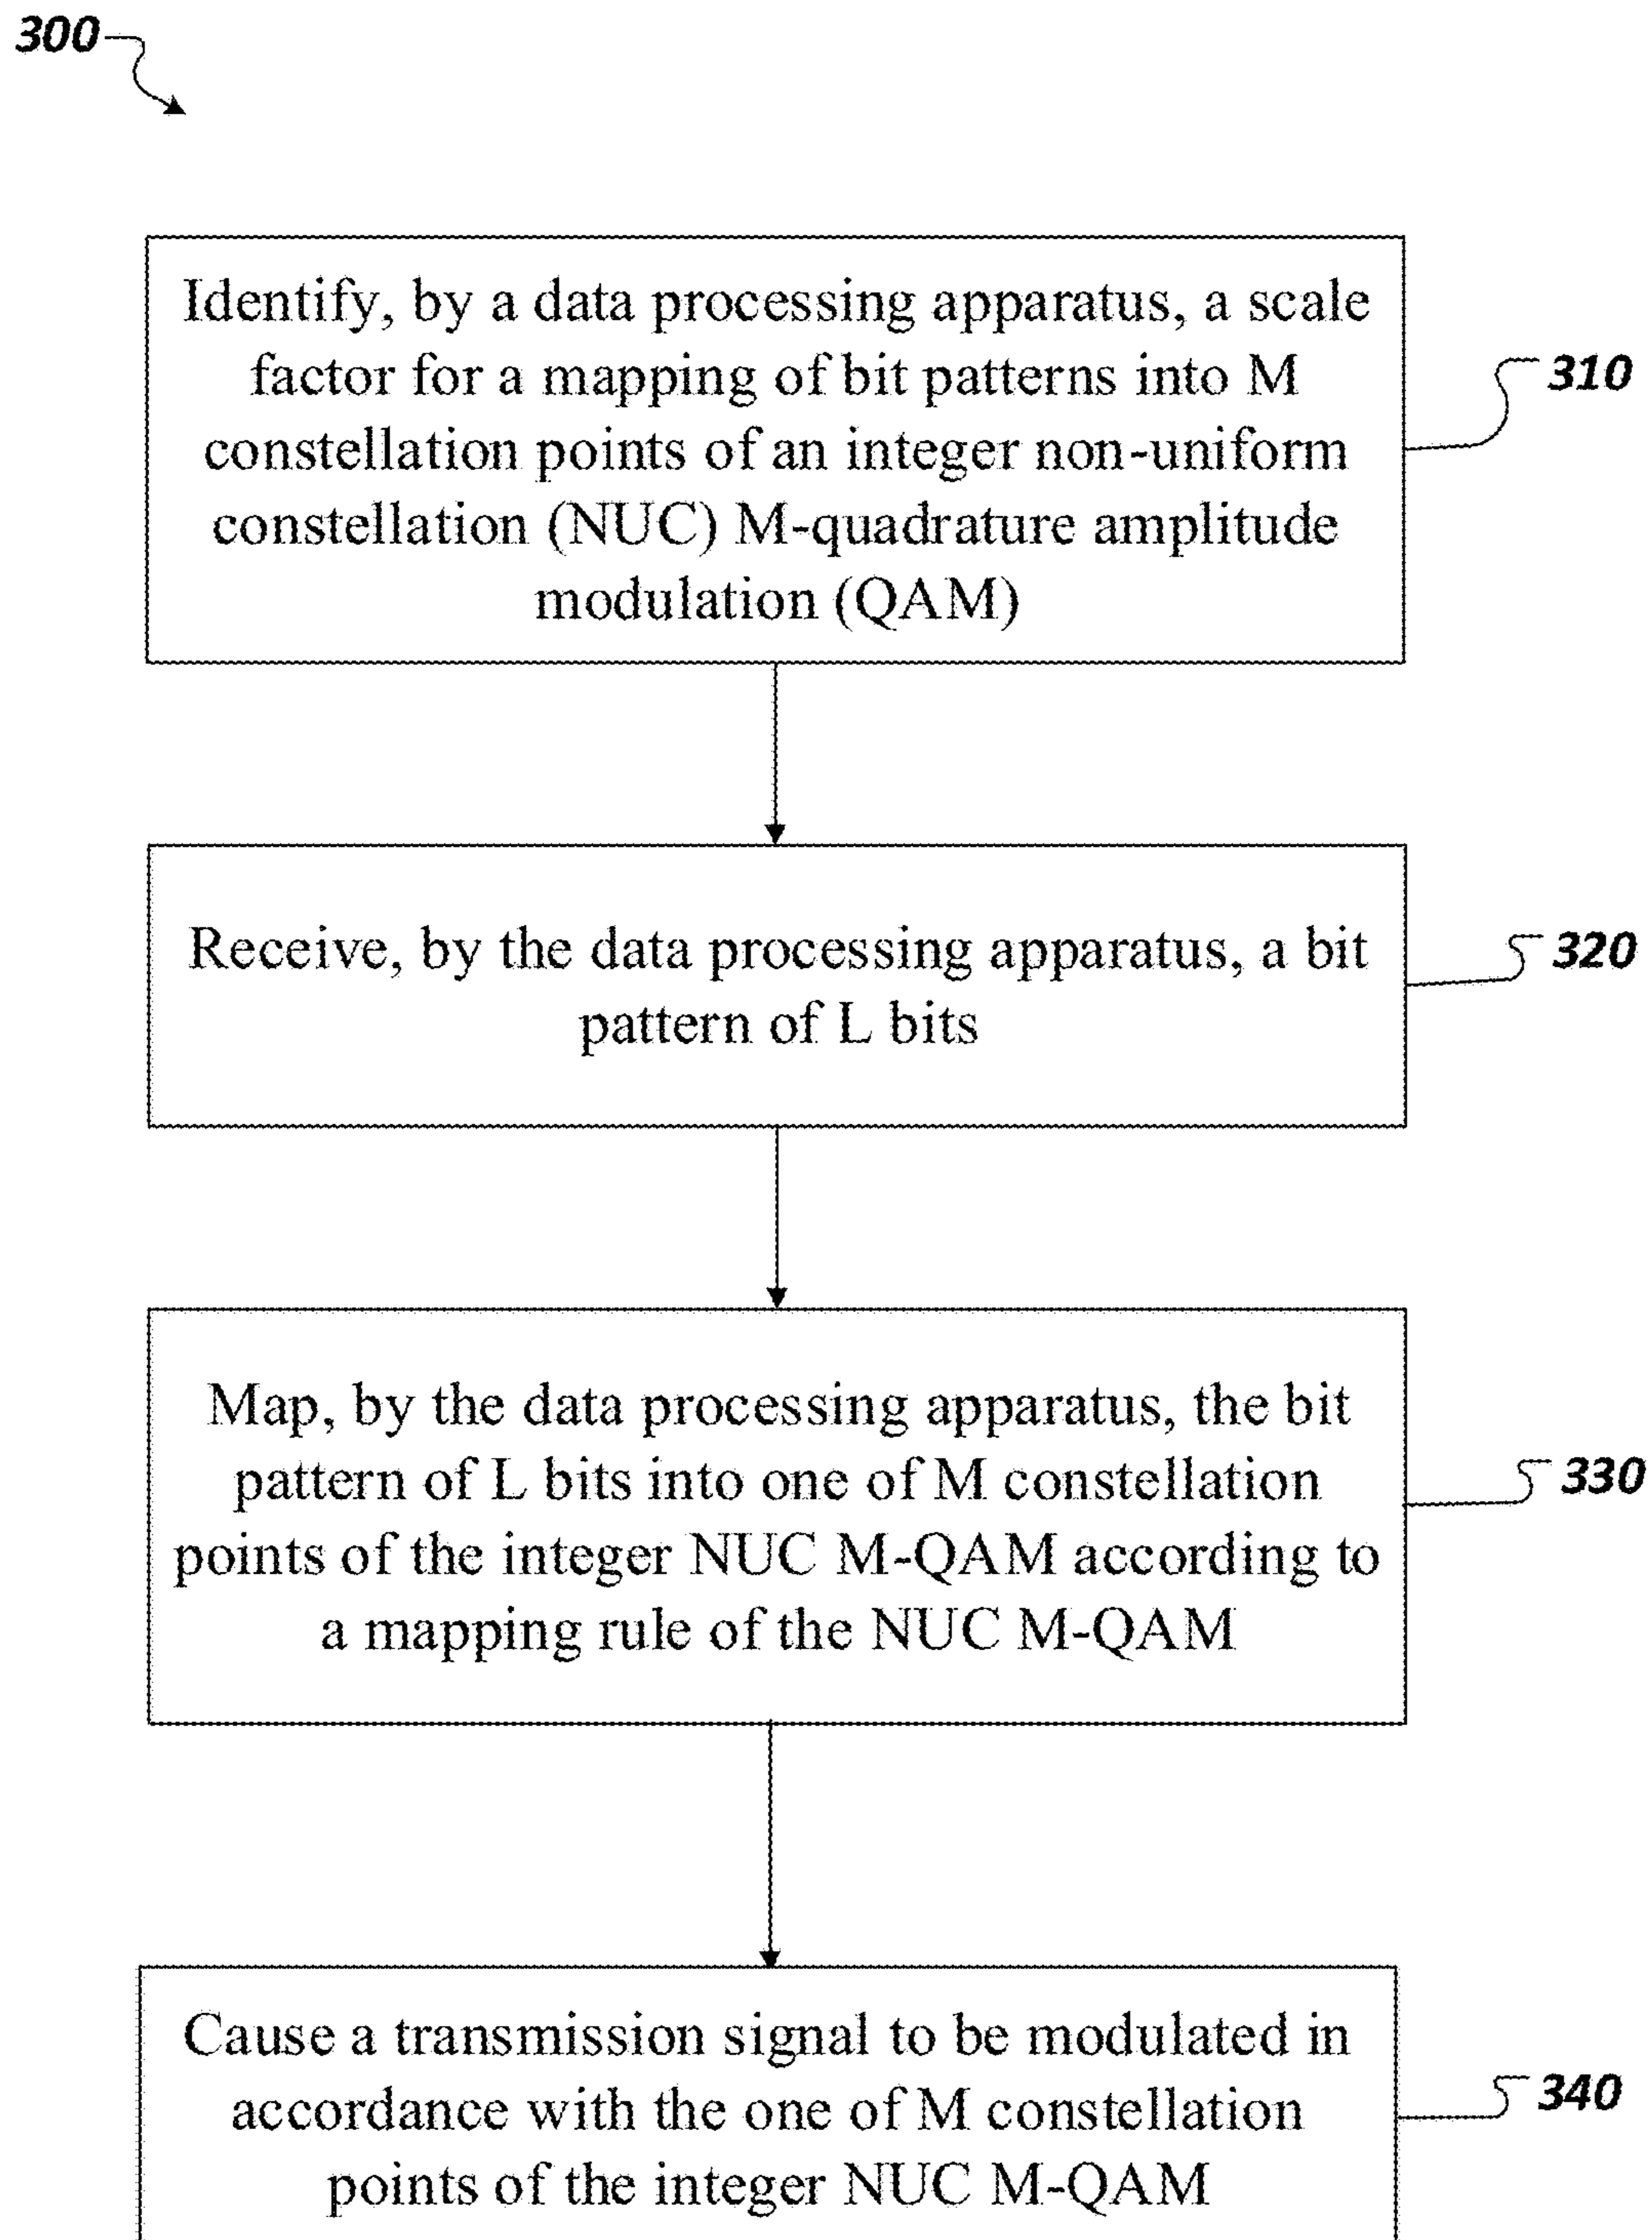 300
Identify, by a data processing apparatus, a scale
factor for a mapping of bit patterns into M
constellation points of an integer non-uniform
constellation (NUC) M-quadrature amplitude
modulation (QAM)
310
Receive, by the data processing apparatus, a bit
pattern of L bits
320
Map, by the data processing apparatus, the bit
pattern of L bits into one of M constellation
points of the integer NUC M-QAM according to
a mapping rule of the NUC M-QAM
330
Cause a transmission signal to be modulated in
accordance with the one of M constellation
points of the integer NUC M-QAM
340